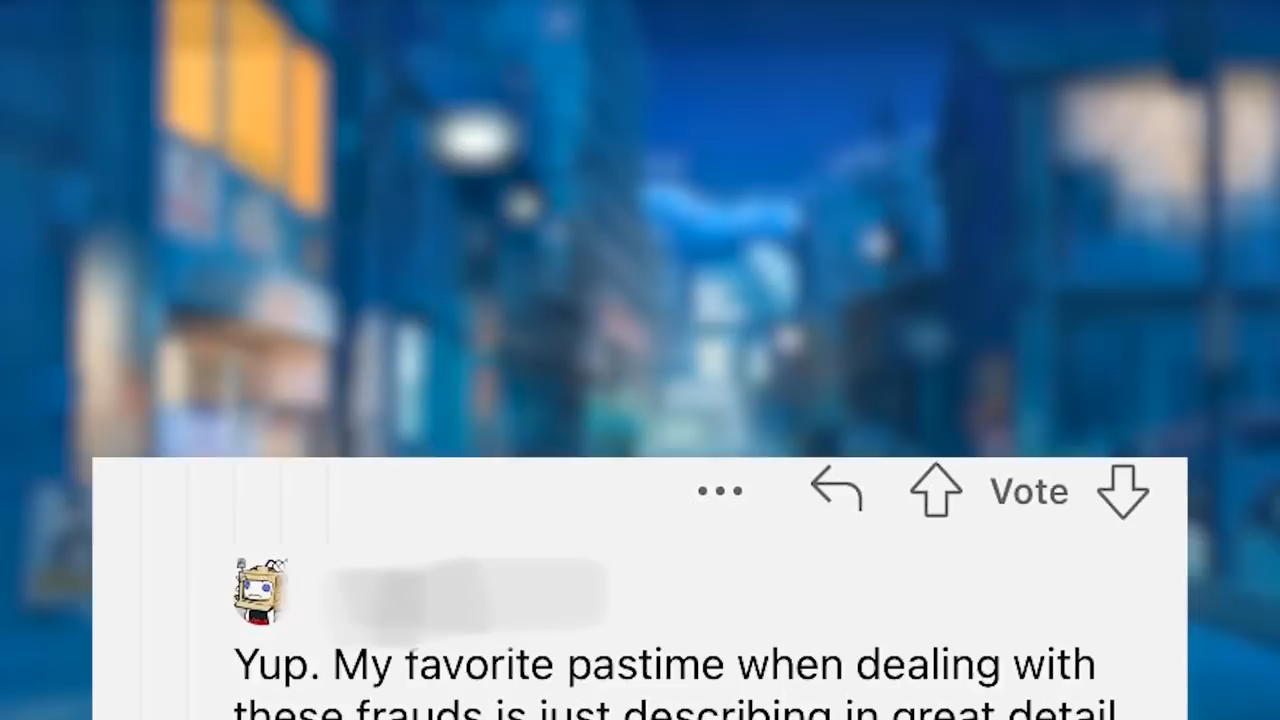 Vote
Yup. My favorite pastime when dealing with
these frauds is just describing in great detail